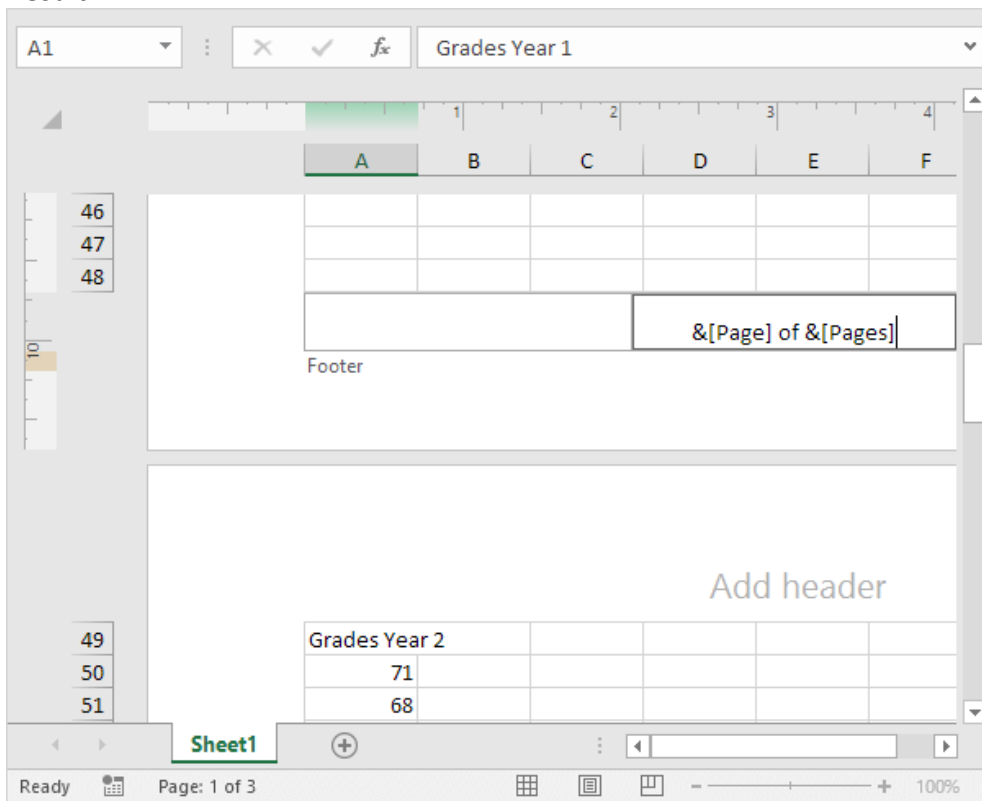 A1 fx Grades Year 1
1 2 3 4
A B C D E F
46
47
48
&[Page] of &[Pages]
10
Footer
Add header
49 Grades Year 2
50 71
51 68
Sheet1
Ready Page: 1 of 3 100%